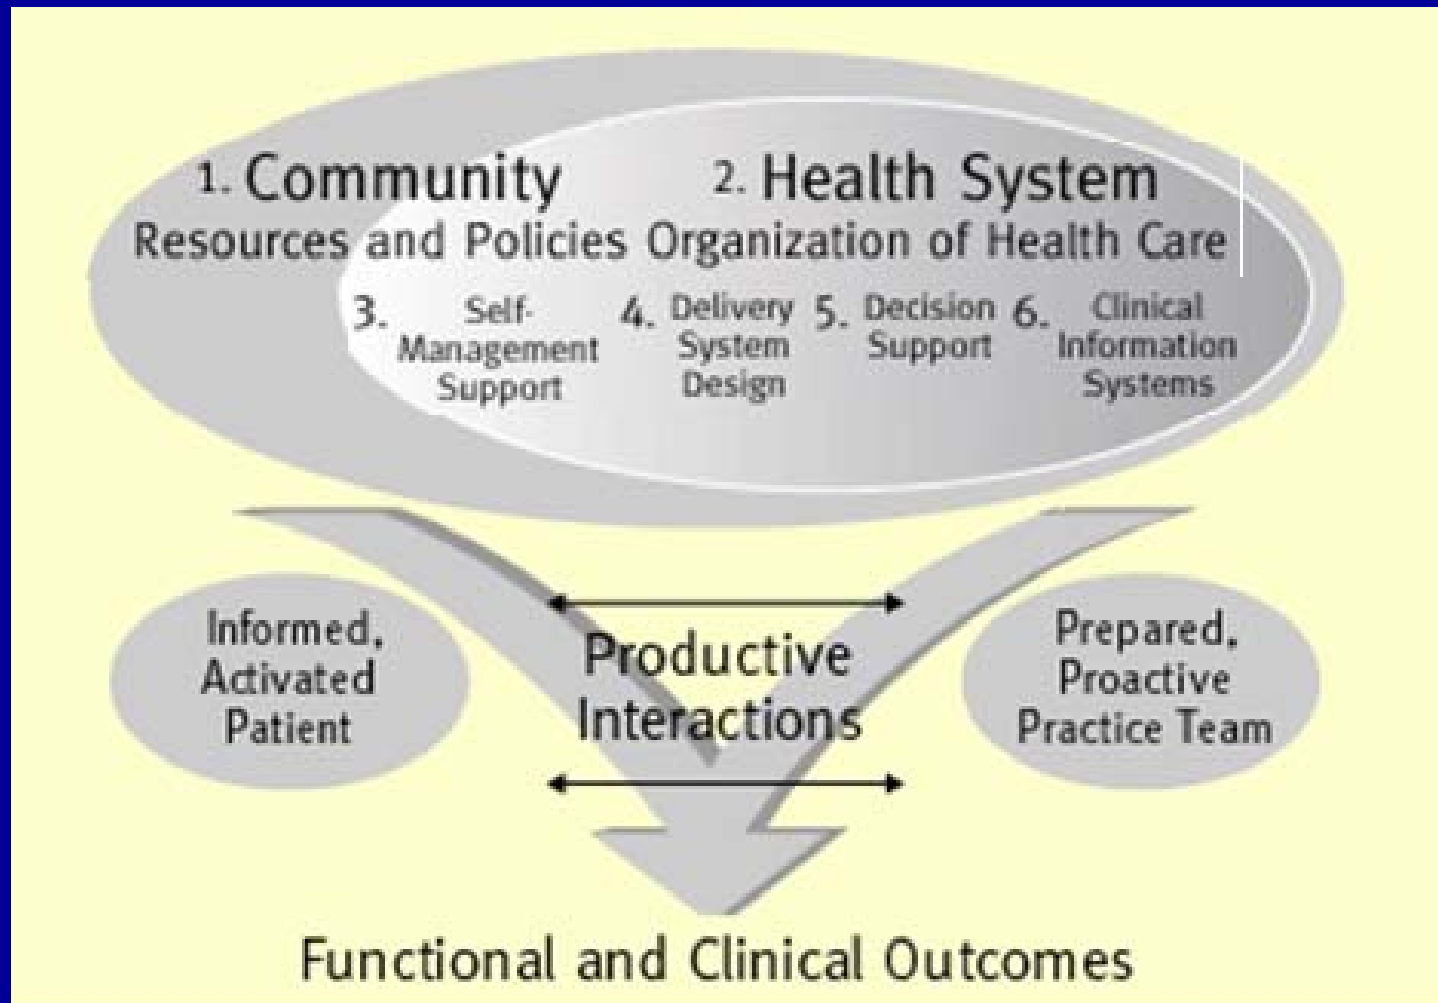 1. Community
2. Health System
Resources and Policies
Organization of Health Care
3. Self-
Management
Support
4. Delivery
System
Design
5. Decision
Support
6. Clinical
Information
Systems
Informed,
Activated
Patient
Productive
Interactions
Prepared,
Proactive
Practice Team
Functional and Clinical Outcomes